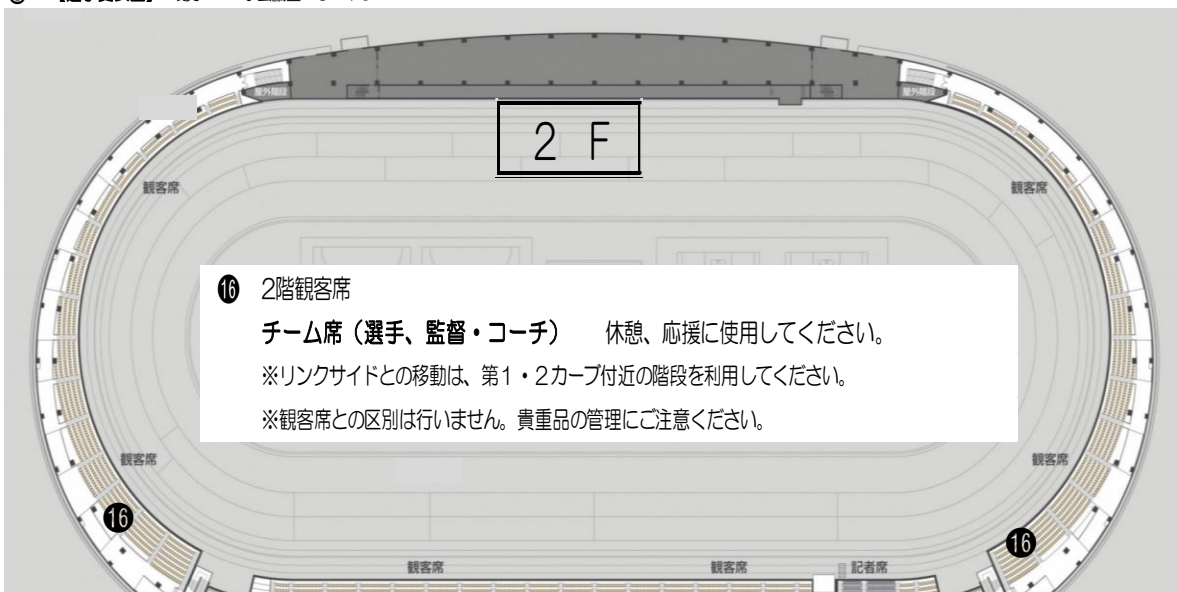 屋外階段
屋外階段
2 F
観客席
観客席
⓰ 2階観客席
チーム席（選手、監督・コーチ） 休憩、応援に使用してください。
※リンクサイドとの移動は、第1・2カーブ付近の階段を利用してください。
※観客席との区別は行いません。貴重品の管理にご注意ください。
観客席
観客席
⓰
⓰
観客席
観客席
記者席